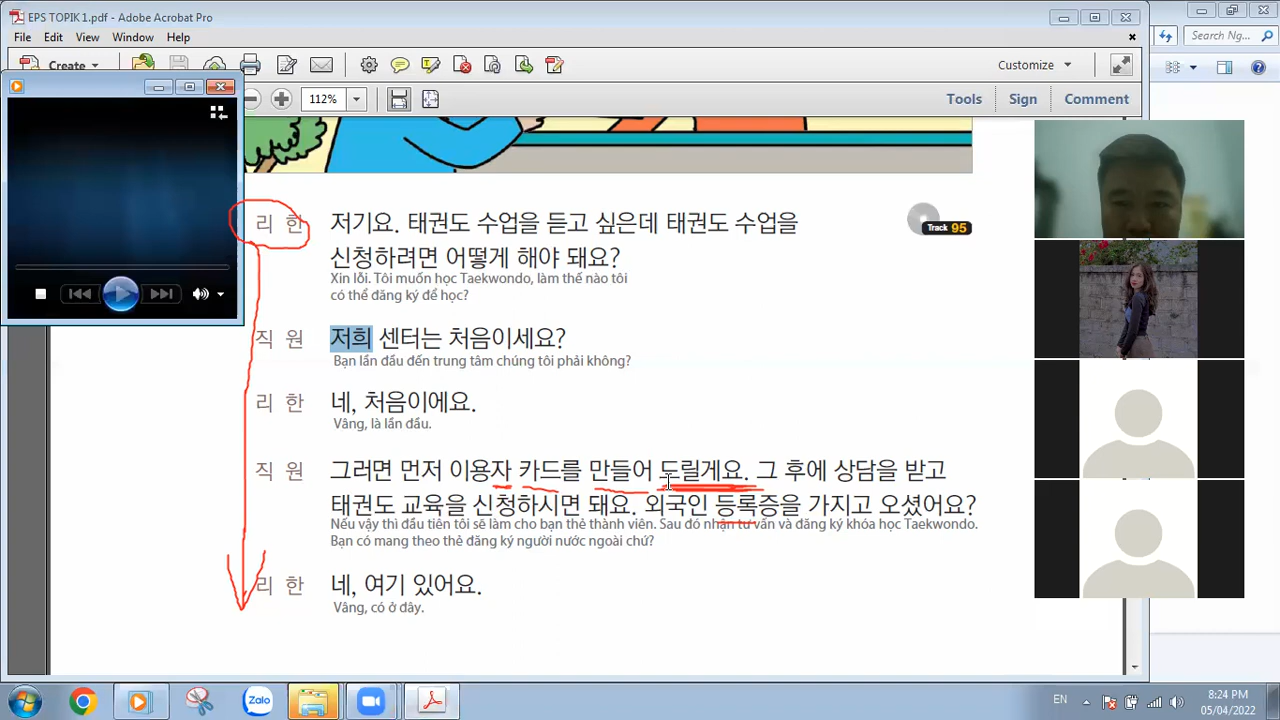 EPS TOPIK 1.pdf - Adobe Acrobat Pro
File Edit View Window Help
Create
Customize
112%
Tools Sign Comment
Search Ng...
리 한 저기요. 태권도 수업을 듣고 싶은데 태권도 수업을
Track 95
신청하려면 어떻게 해야 돼요?
Xin lỗi. Tôi muốn học Taekwondo, làm thế nào tôi
có thể đăng ký để học?
직 원 저희 센터는 처음이세요?
Bạn lần đầu đến trung tâm chúng tôi phải không?
리 한 네, 처음이에요.
Vâng, là lần đầu.
직 원 그러면 먼저 이용자 카드를 만들어 드릴게요. 그 후에 상담을 받고
태권도 교육을 신청하시면 돼요. 외국인 등록증을 가지고 오셨어요?
Nếu vậy thì đầu tiên tôi sẽ làm cho bạn thẻ thành viên. Sau đó nhận tư vấn và đăng ký khóa học Taekwondo.
Bạn có mang theo thẻ đăng ký người nước ngoài chứ?
리 한 네, 여기 있어요.
Vâng, có ở đây.
Zalo
EN
8:24 PM
05/04/2022